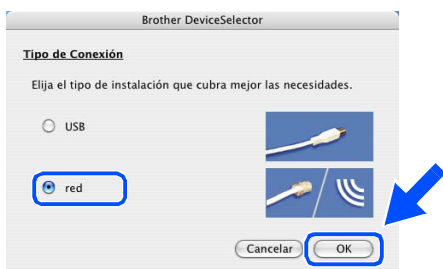 Brother DeviceSelector
Tipo de Conexión
Elija el tipo de instalación que cubra mejor las necesidades.
USB
red
Cancelar OK